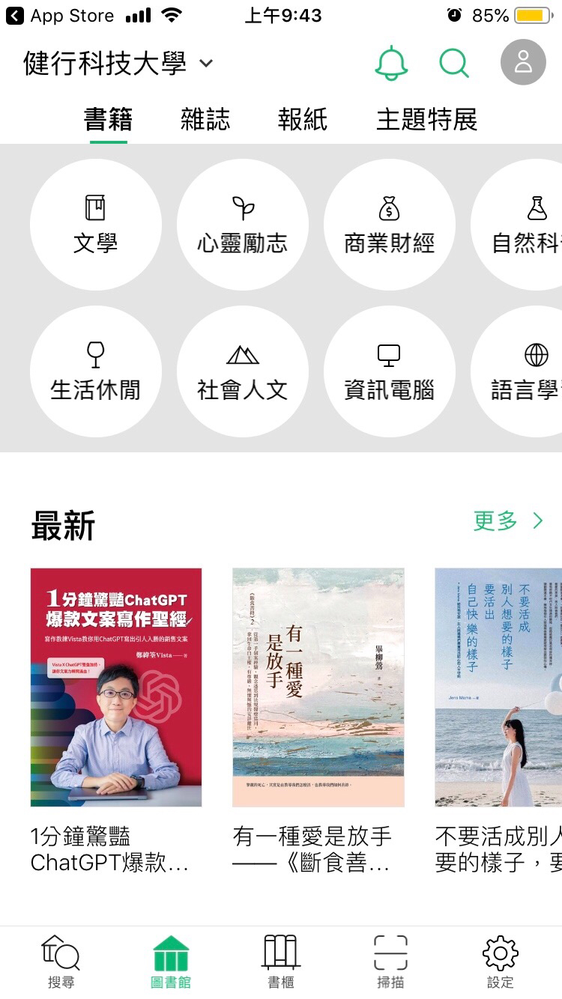 App Store
上午9:43
85%
健行科技大學
書籍
雜誌
報紙
主題特展
文學
心靈勵志
商業財經
自然科
生活休閒
社會人文
資訊電腦
語言學
最新
更多
1分鐘驚豔ChatGPT
爆款文案寫作聖經
寫作教練Vista教你用ChatGPT寫出引人入勝的銷售文案
鄭緯筌Vista——著
Vista X ChatGPT雙重加持,
讓你文案力瞬間湧出!
有一種愛
是放手
《斷食善終》2
畢柳鶯 著
不要活成
別人想要的樣子
要活出
自己快樂的樣子
Jens Mama —著
1分鐘驚豔
ChatGPT爆款…
有一種愛是放手
——《斷食善…
不要活成別人
要的樣子,要
搜尋
圖書館
書櫃
掃描
設定